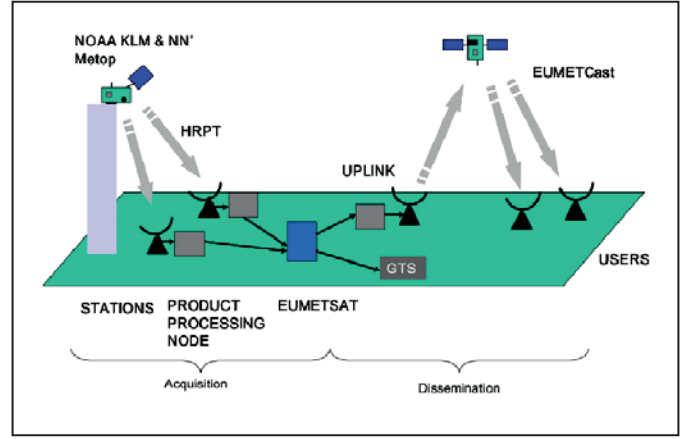 NOAA KLM & NN'
Metop
EUMETCast
HRPT
UPLINK
GTS
USERS
STATIONS
PRODUCT
PROCESSING
NODE
EUMETSAT
Acquisition
Dissemination